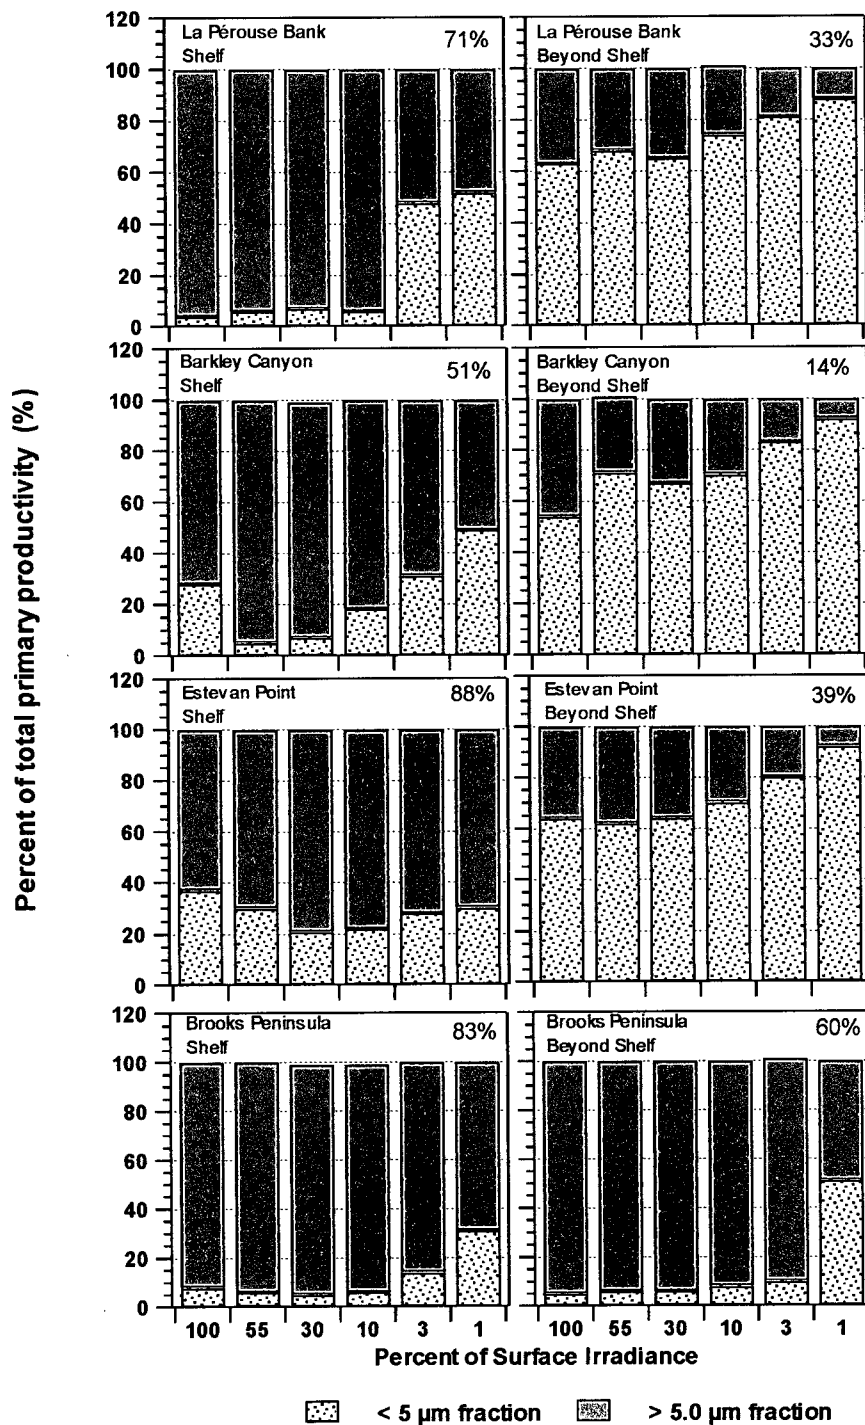 La Pérouse Bank
Shelf
71%
La Pérouse Bank
Beyond Shelf
33%
120
100
80
60
40
20
0
Barkley Canyon
Shelf
51%
Barkley Canyon
Beyond Shelf
14%
120
100
80
60
40
20
0
Estevan Point
Shelf
88%
Estevan Point
Beyond Shelf
39%
120
100
80
60
40
20
0
Brooks Peninsula
Shelf
83%
Brooks Peninsula
Beyond Shelf
60%
120
100
80
60
40
20
0
Percent of total primary productivity (%)
100 55 30 10 3 1
100 55 30 10 3 1
Percent of Surface Irradiance
< 5 µm fraction > 5.0 µm fraction